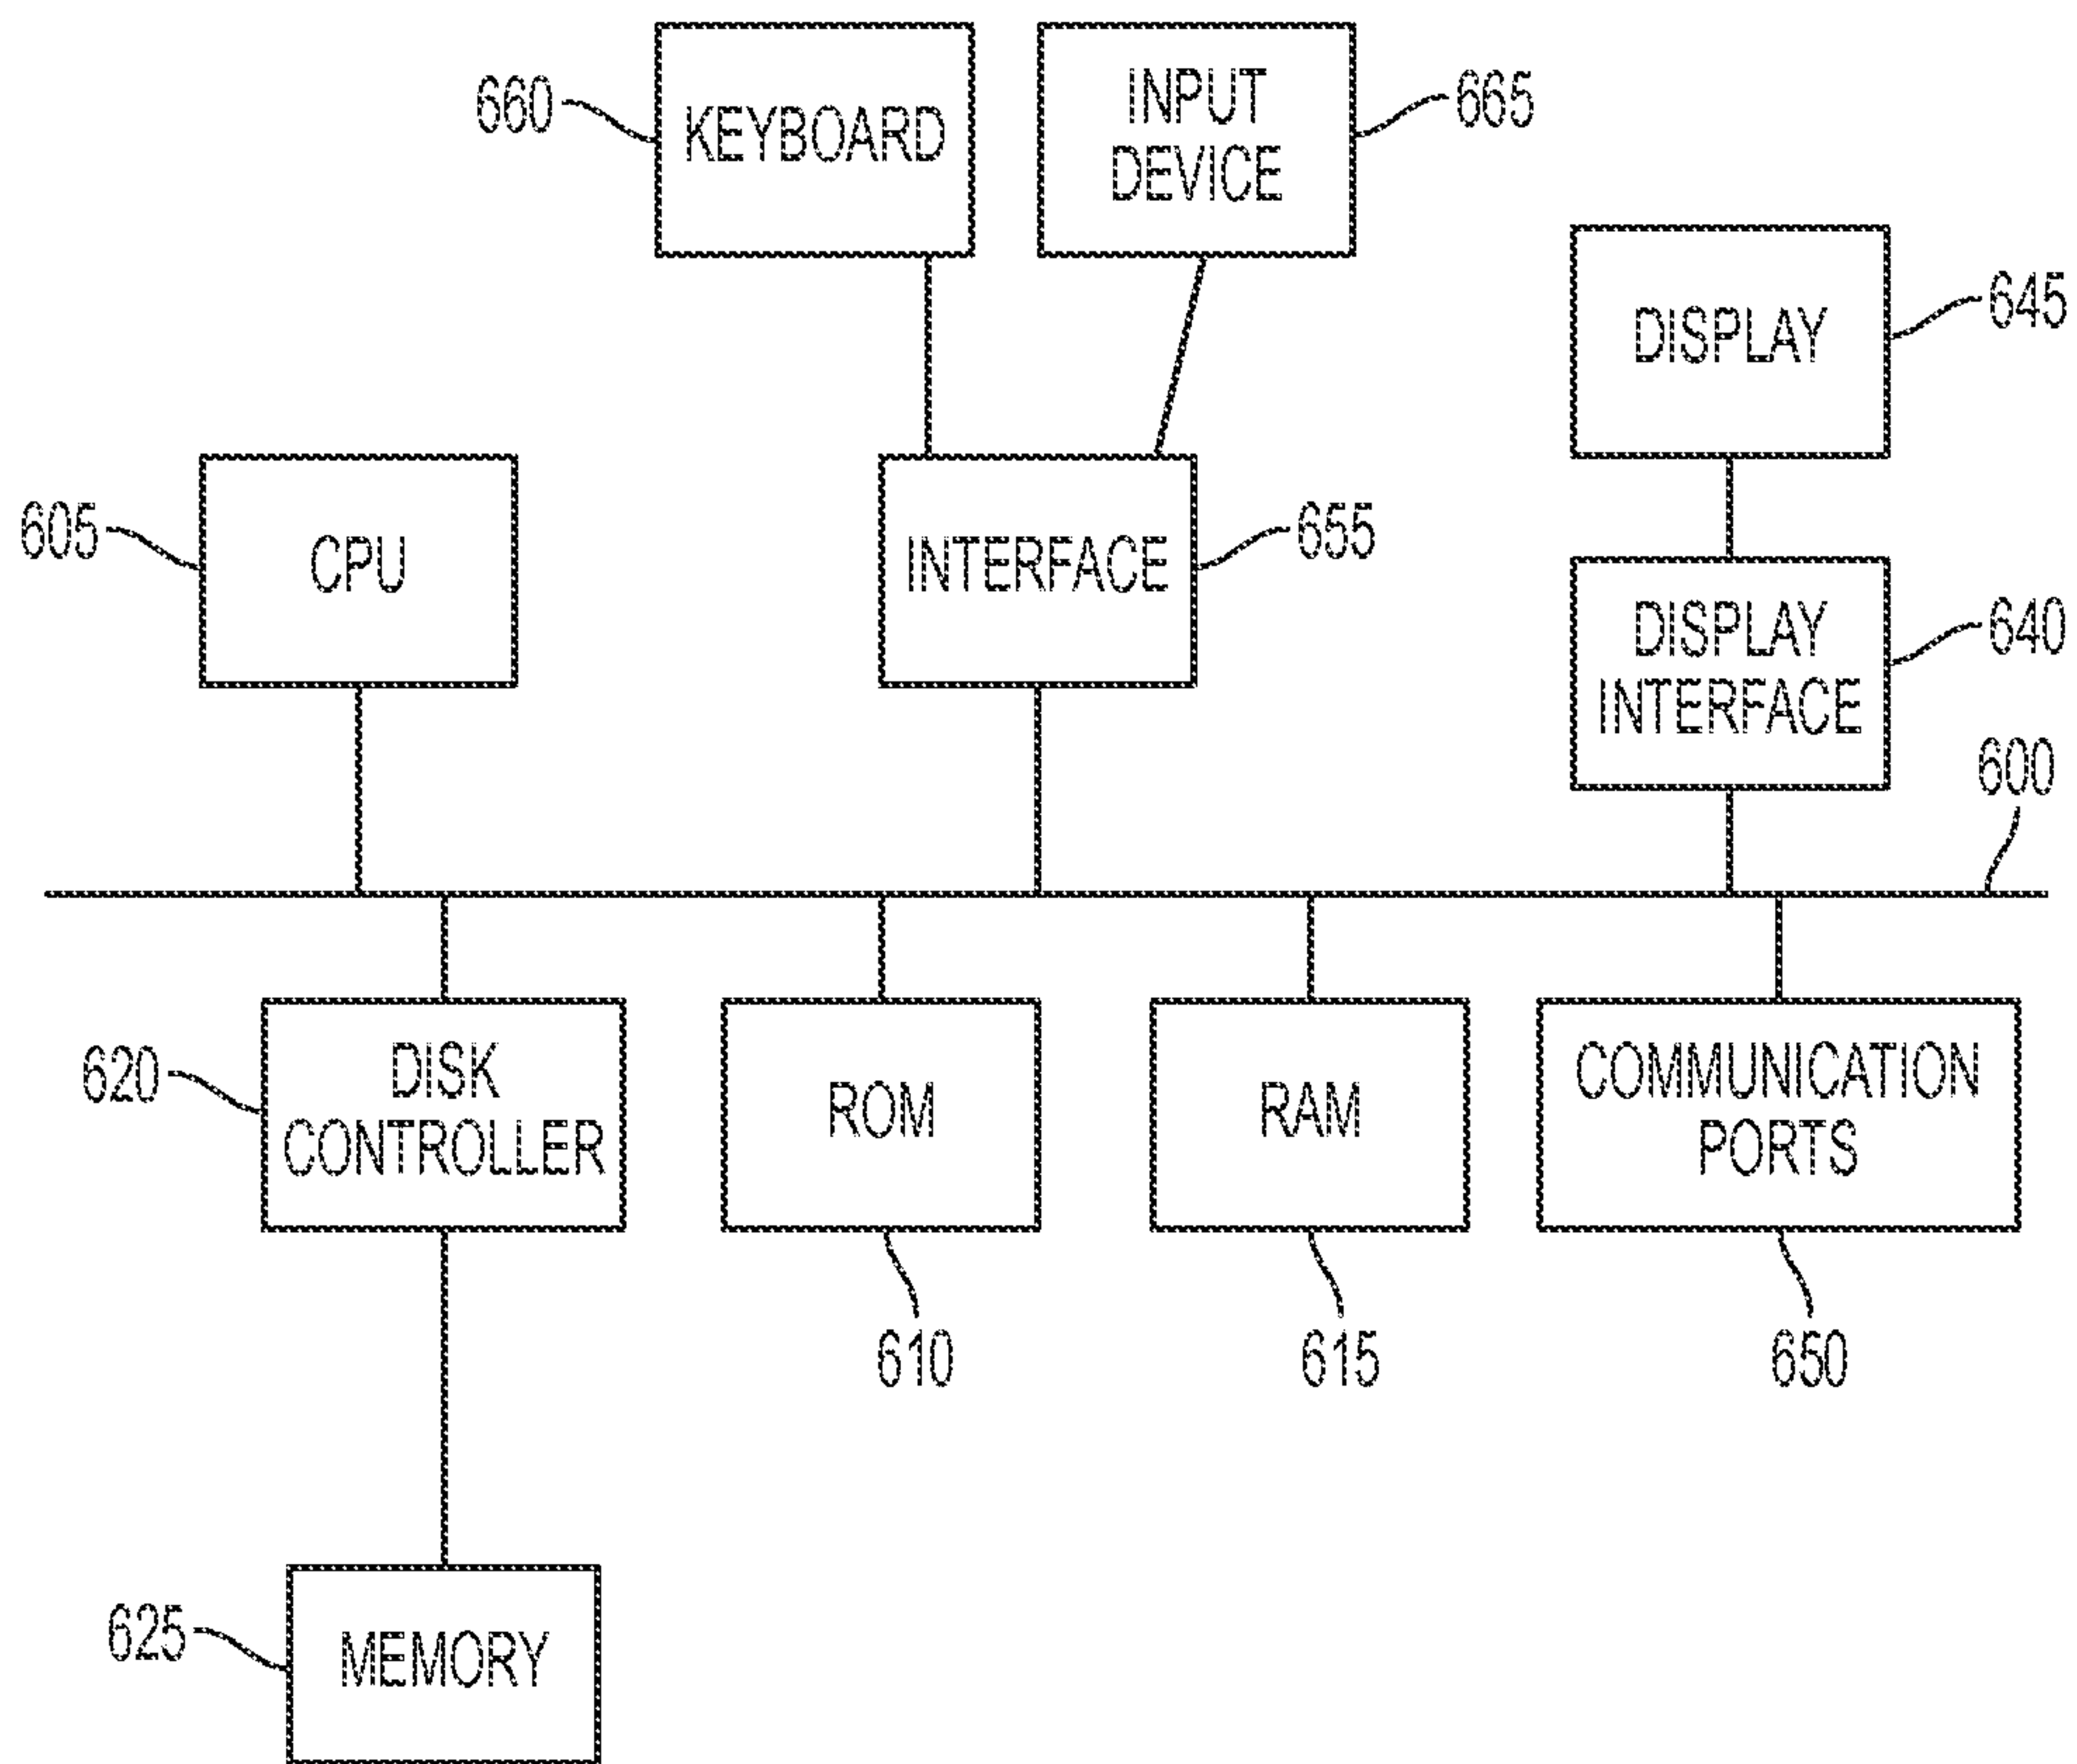 660
KEYBOARD
INPUT
DEVICE
665
DISPLAY
645
605
CPU
INTERFACE
655
DISPLAY
INTERFACE
640
600
620
DISK
CONTROLLER
ROM
RAM
COMMUNICATION
PORTS
610
615
650
625
MEMORY